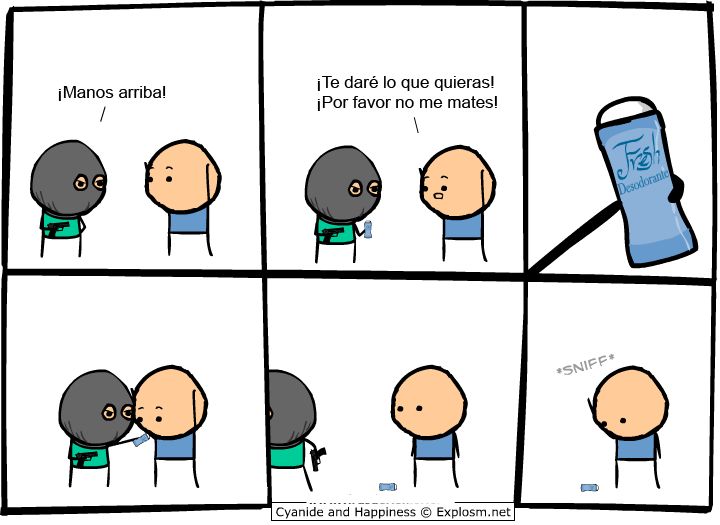 ¡Manos arriba!
¡Te daré lo que quieras!
¡Por favor no me mates!
Fresh
Desodorante
*SNIFF*
Cyanide and Happiness © Explosm.net